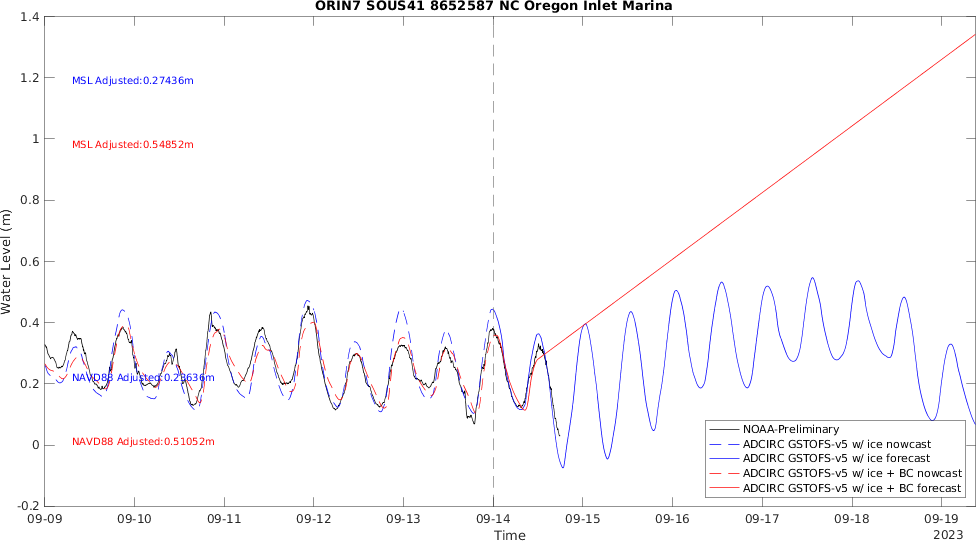 ORIN7 SOUS41 8652587 NC Oregon Inlet Marina
1.4
1.2
1
0.8
0.6
0.4
0.2
0
-0.2
Water Level (m)
MSL Adjusted:0.27436m
MSL Adjusted:0.54852m
NAVD88 Adjusted:0.23636m
NAVD88 Adjusted:0.51052m
NOAA-Preliminary
ADCIRC GSTOFS-v5 w/ ice nowcast
ADCIRC GSTOFS-v5 w/ ice forecast
ADCIRC GSTOFS-v5 w/ice + BC nowcast
ADCIRC GSTOFS-v5 w/ice + BC forecast
09-09 09-10 09-11 09-12 09-13 09-14 09-15 09-16 09-17 09-18 09-19
Time
2023